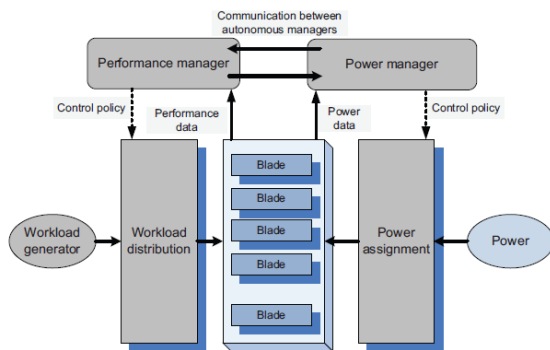 Communication between
autonomous managers
Performance manager
Power manager
Control policy
Performance
data
Power
data
Control policy
Blade
Blade
Blade
Blade
Blade
Workload
generator
Workload
distribution
Power
assignment
Power